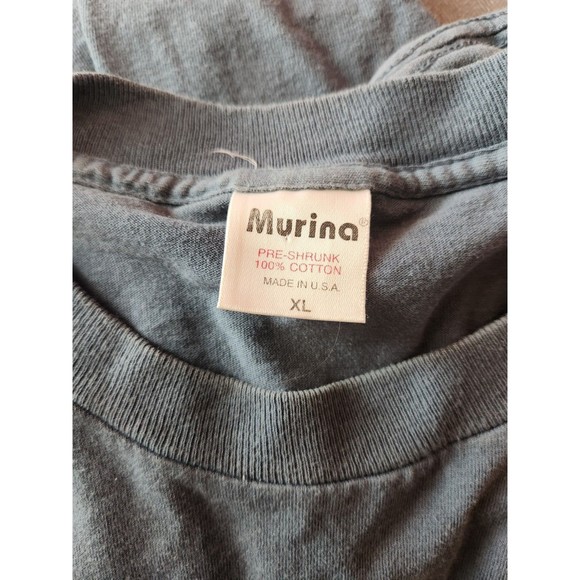 Murina®
PRE-SHRUNK
100% COTTON
MADE IN U.S.A.
XL